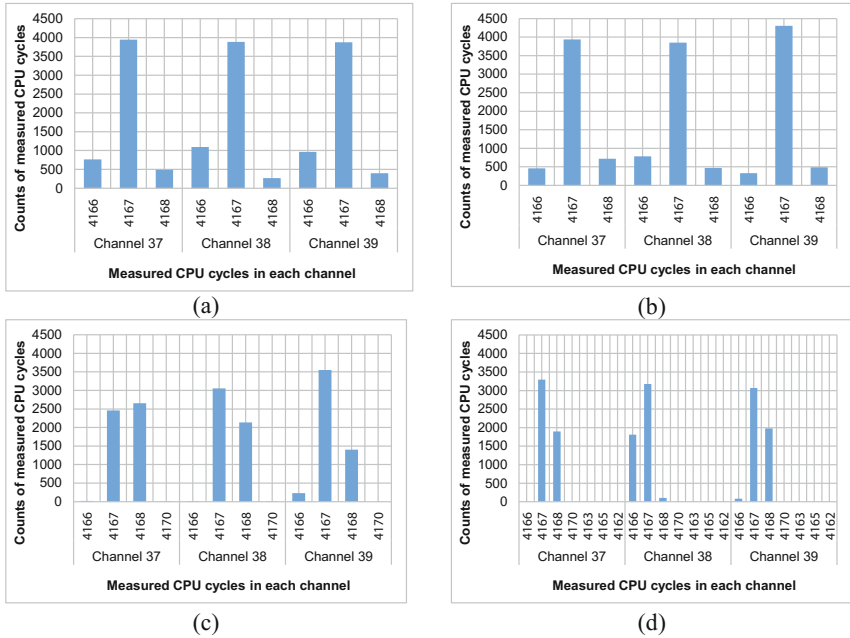 Counts of measured CPU cycles
4500
4000
3500
3000
2500
2000
1500
1000
500
0
4166 4167 4168 4166 4167 4168 4166 4167 4168
Channel 37 Channel 38 Channel 39
Measured CPU cycles in each channel
(a)
Counts of measured CPU cycles
4500
4000
3500
3000
2500
2000
1500
1000
500
0
4166 4167 4168 4166 4167 4168 4166 4167 4168
Channel 37 Channel 38 Channel 39
Measured CPU cycles in each channel
(b)
Counts of measured CPU cycles
4500
4000
3500
3000
2500
2000
1500
1000
500
0
4166 4167 4168 4170 4166 4167 4168 4170 4166 4167 4168 4170
Channel 37 Channel 38 Channel 39
Measured CPU cycles in each channel
(c)
Counts of measured CPU cycles
4500
4000
3500
3000
2500
2000
1500
1000
500
0
4166 4167 4168 4170 4163 4165 4162 4166 4167 4168 4170 4163 4165 4162 4166 4167 4168 4170 4163 4165 4162
Channel 37 Channel 38 Channel 39
Measured CPU cycles in each channel
(d)